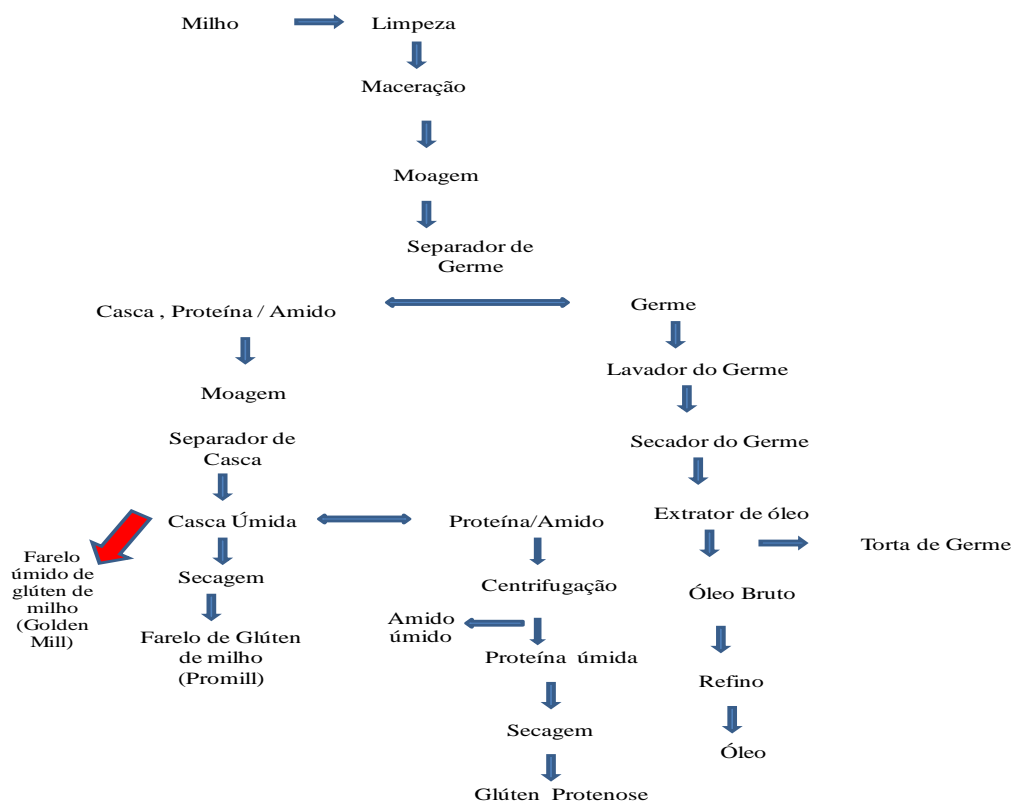 Milho
Limpeza
Maceração
Moagem
Separador de
Germe
Casca , Proteína / Amido
Germe
Lavador do Germe
Moagem
Separador de
Casca
Secador do Germe
Casca Úmida
Proteína/Amido
Extrator de óleo
Torta de Germe
Farelo
úmido de
glúten de
milho
(Golden
Mill)
Secagem
Centrifugação
Óleo Bruto
Farelo de Glúten
de milho
(Promill)
Amido
úmido
Proteína úmida
Refino
Secagem
Óleo
Glúten Protenose